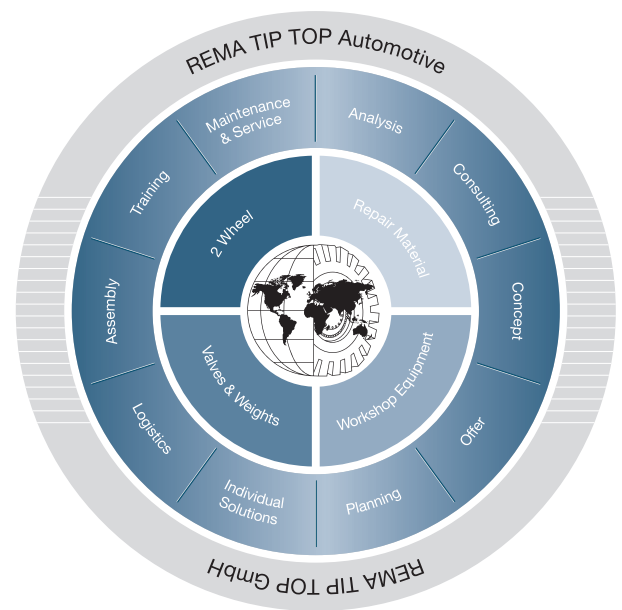 REMA TIP TOP Automotive
Maintenance
& Service
Analysis
Consulting
Concept
Offer
Planning
Individual
Solutions
Logistics
Assembly
Training
2 Wheel
Repair Material
Workshop Equipment
Valves & Weights
REMA TIP TOP GmbH